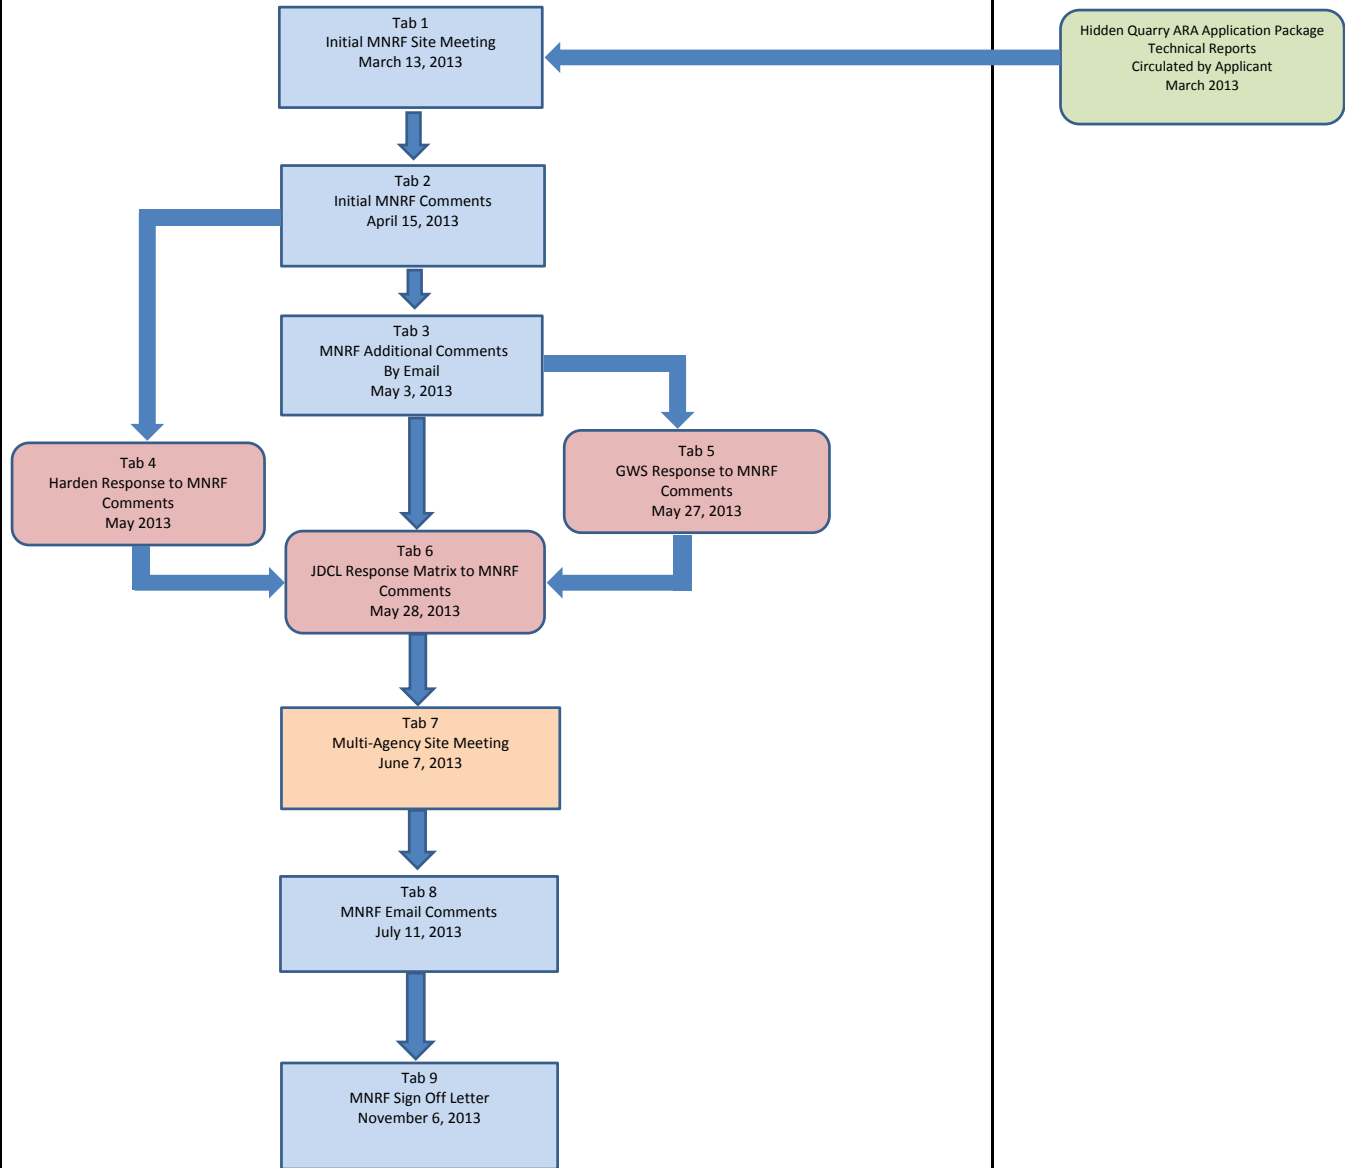 Tab 1
Initial MNRF Site Meeting
March 13, 2013
Hidden Quarry ARA Application Package
Technical Reports
Circulated by Applicant
March 2013
Tab 2
Initial MNRF Comments
April 15, 2013
Tab 3
MNRF Additional Comments
By Email
May 3, 2013
Tab 4
Harden Response to MNRF
Comments
May 2013
Tab 5
GWS Response to MNRF
Comments
May 27, 2013
Tab 6
JDCL Response Matrix to MNRF
Comments
May 28, 2013
Tab 7
Multi-Agency Site Meeting
June 7, 2013
Tab 8
MNRF Email Comments
July 11, 2013
Tab 9
MNRF Sign Off Letter
November 6, 2013